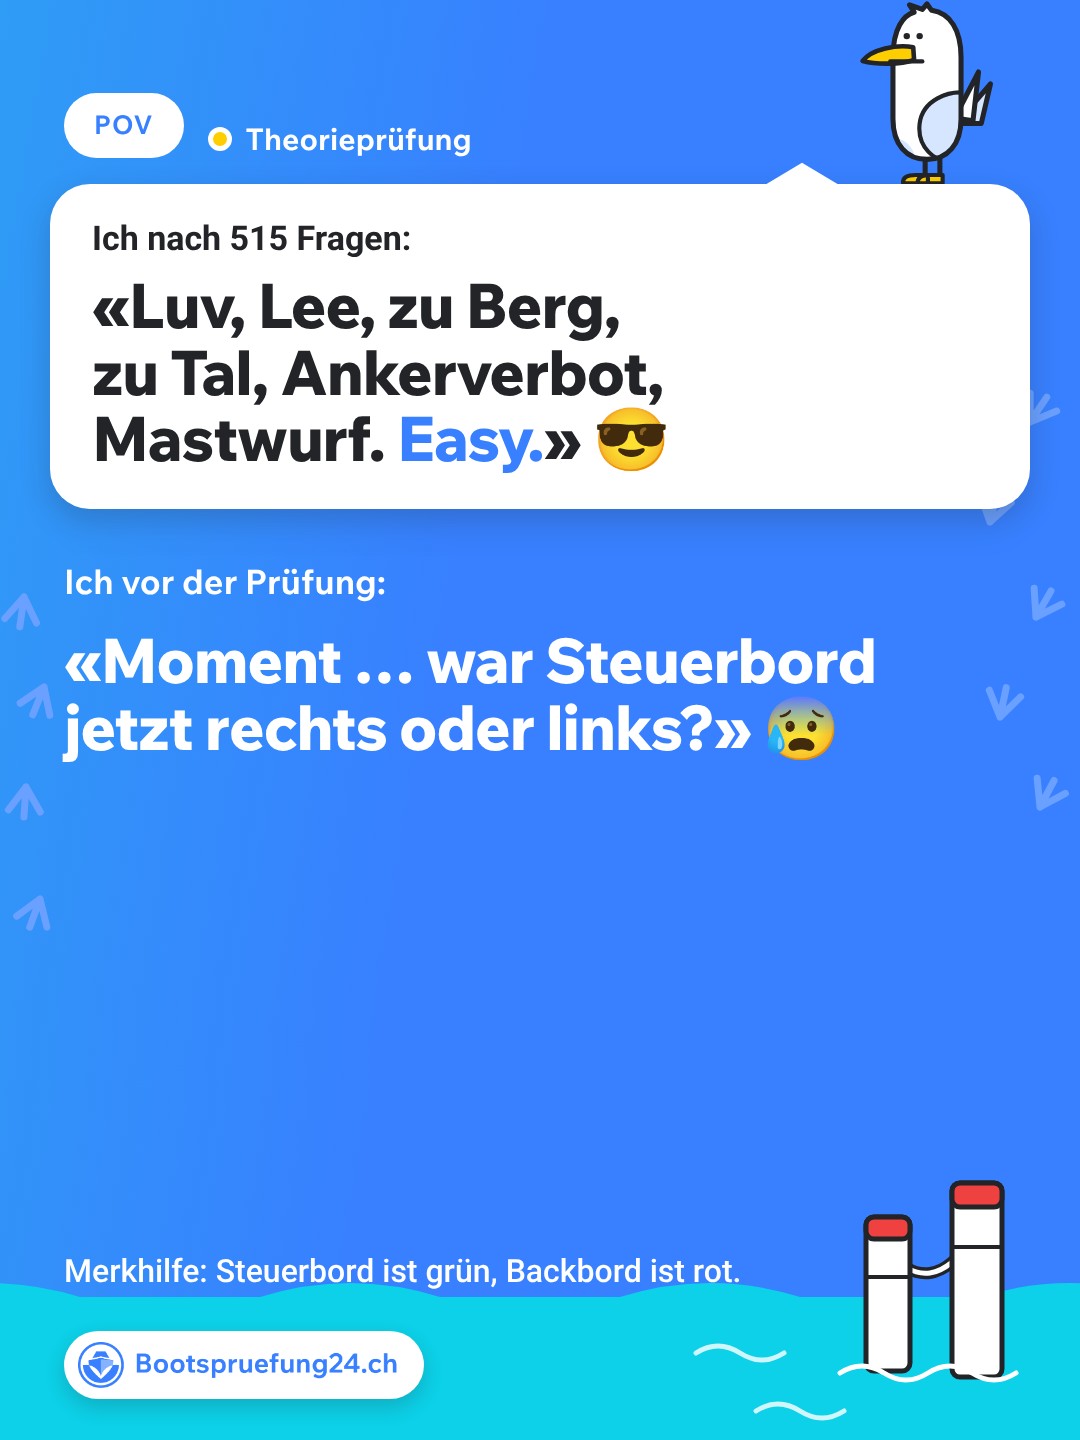 POV
Theorieprüfung
Ich nach 515 Fragen:
«Luv, Lee, zu Berg,
zu Tal, Ankerverbot,
Mastwurf. Easy.» 😎
Ich vor der Prüfung:
«Moment … war Steuerbord
jetzt rechts oder links?» 😰
Merkhilfe: Steuerbord ist grün, Backbord ist rot.
Bootspruefung24.ch